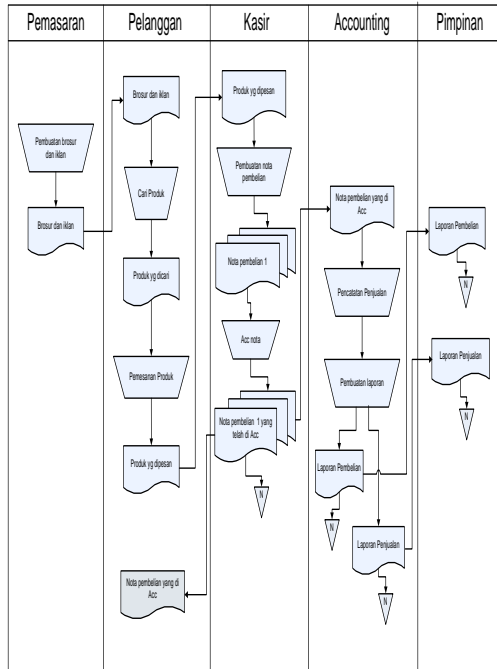 Pemasaran
Pelanggan
Kasir
Accounting
Pimpinan
Pembuatan brosur
dan iklan
Brosur dan iklan
Brosur dan iklan
Cari Produk
Produk yg dicari
Pemesanan Produk
Produk yg dipesan
Nota pembelian yang di
Acc
Produk yg dipesan
Pembuatan nota
pembelian
Nota pembelian 1
Acc nota
Nota pembelian 1 yang
telah di Acc
N
Nota pembelian yang di
Acc
Pencatatan Penjualan
Pembuatan laporan
Laporan Pembelian
N
Laporan Penjualan
N
Laporan Pembelian
N
Laporan Penjualan
N